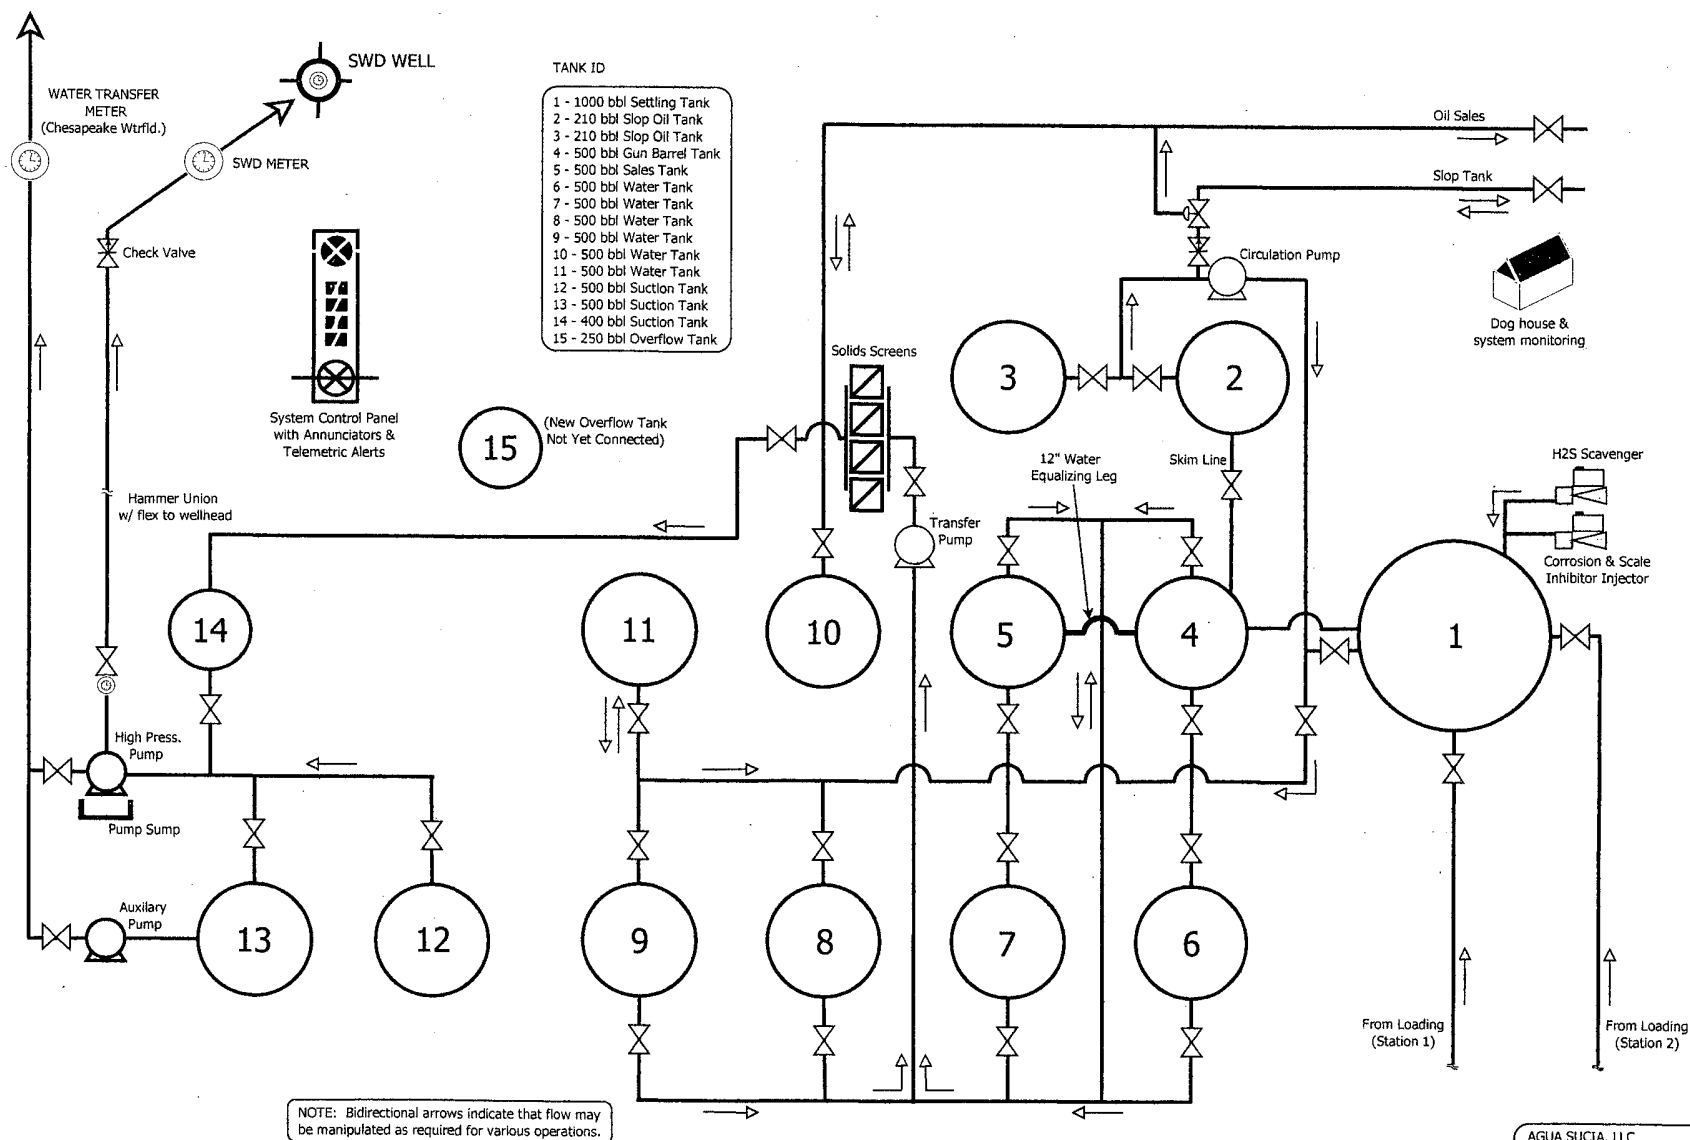 SWD WELL
WATER TRANSFER
METER
(Chesapeake Wtrfld.)
SWD METER
Check Valve
TANK ID
1 - 1000 bbl Settling Tank
2 - 210 bbl Slop Oil Tank
3 - 210 bbl Slop Oil Tank
4 - 500 bbl Gun Barrel Tank
5 - 500 bbl Sales Tank
6 - 500 bbl Water Tank
7 - 500 bbl Water Tank
8 - 500 bbl Water Tank
9 - 500 bbl Water Tank
10 - 500 bbl Water Tank
11 - 500 bbl Water Tank
12 - 500 bbl Suction Tank
13 - 500 bbl Suction Tank
14 - 400 bbl Suction Tank
15 - 250 bbl Overflow Tank
Oil Sales
Slop Tank
Circulation Pump
Dog house &
system monitoring
Solids Screens
3
2
System Control Panel
with Annunciators &
Telemetric Alerts
15
(New Overflow Tank
Not Yet Connected)
12" Water
Equalizing Leg
Skim Line
H2S Scavenger
Hammer Union
w/ flex to wellhead
Transfer
Pump
Corrosion & Scale
Inhibitor Injector
14
11
10
5
4
1
High Press.
Pump
Pump Sump
Auxilary
Pump
13
12
9
8
7
6
From Loading
(Station 1)
From Loading
(Station 2)
NOTE: Bidirectional arrows indicate that flow may
be manipulated as required for various operations.
AGUA SUCIA, LLC